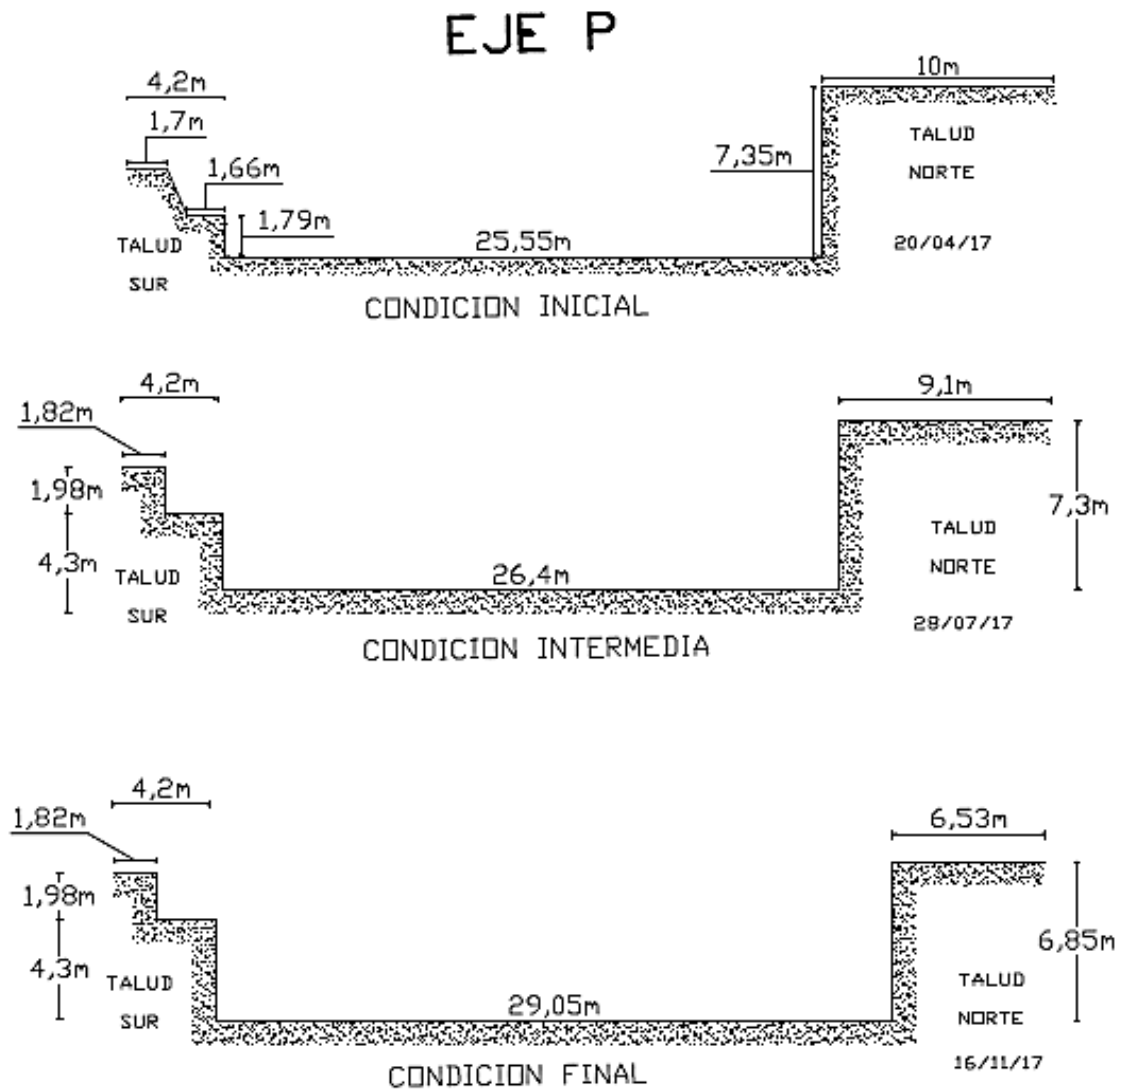 EJE P
4,2m
10m
1,7m
TALUD
7,35m
1,66m
NORTE
1,79m
25,55m
20/04/17
TALUD
SUR
CONDICION INICIAL
4,2m
9,1m
1,82m
1,98m
7,3m
TALUD
4,3m
26,4m
NORTE
TALUD
SUR
28/07/17
CONDICION INTERMEDIA
4,2m
6,53m
1,82m
1,98m
6,85m
4,3m
TALUD
TALUD
29,05m
SUR
NORTE
16/11/17
CONDICION FINAL